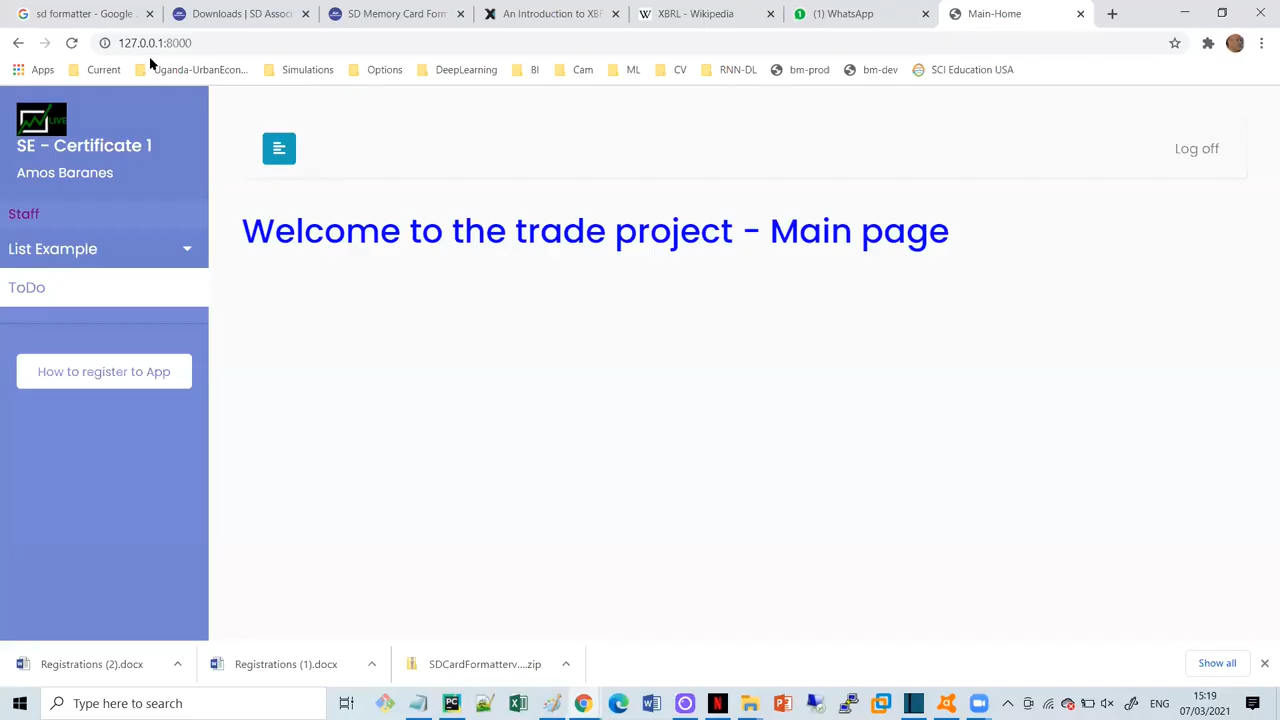 sd formatter - Google
Downloads | SD Assoc
SD Memory Card Form
An Introduction to XBR
XBRL - Wikipedia
(1) WhatsApp
Main-Home
127.0.0.1:8000
Apps
Current
Uganda-UrbanEcon...
Simulations
Options
DeepLearning
BI
Cam
ML
CV
RNN-DL
bm-prod
bm-dev
SCI Education USA
LIVE
SE - Certificate 1
Amos Baranes
Staff
List Example
ToDo
How to register to App
Log off
Welcome to the trade project - Main page
Registrations (2).docx
Registrations (1).docx
SDCardFormatterv....zip
Show all
Type here to search
ENG
15:19
07/03/2021